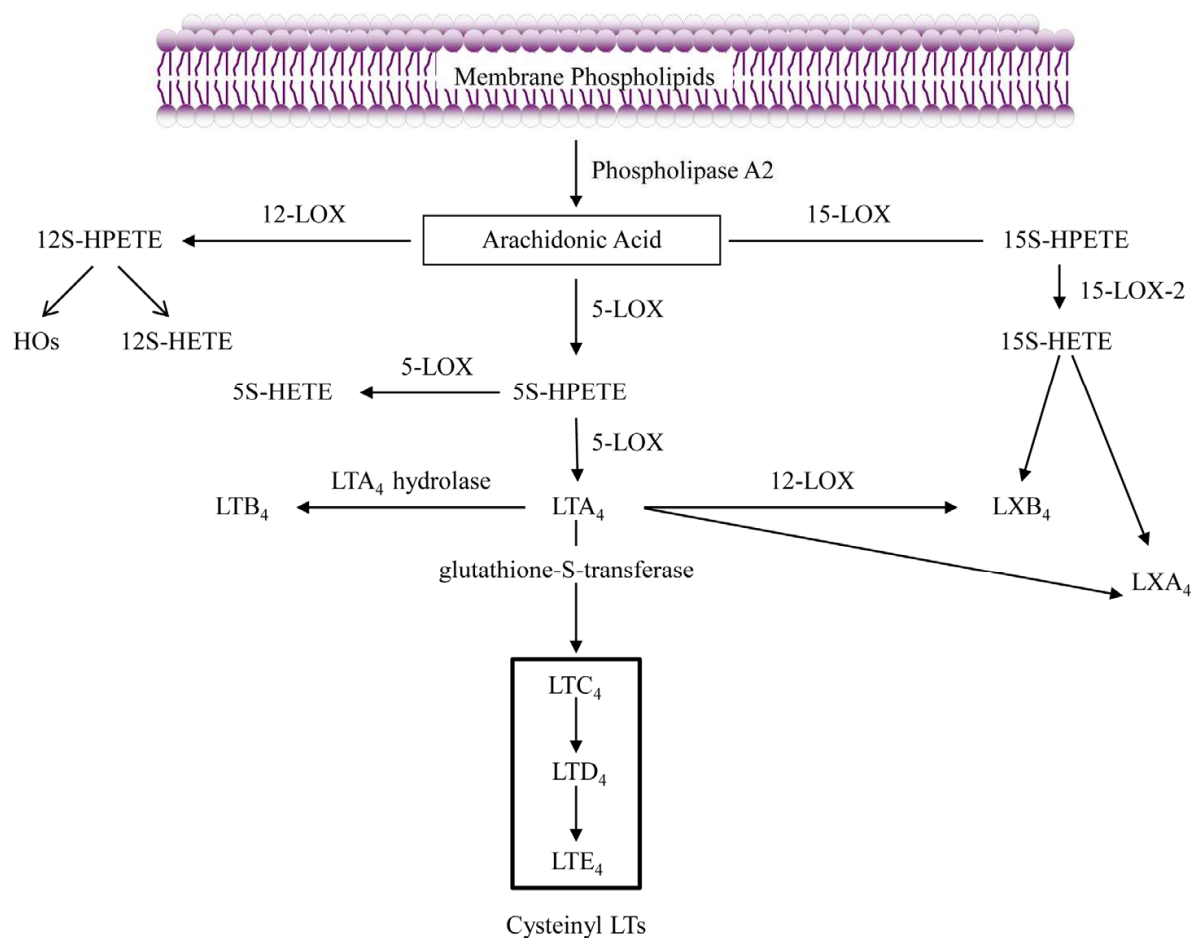 Membrane Phospholipids
Phospholipase A2
12-LOX
15-LOX
12S-HPETE
Arachidonic Acid
15S-HPETE
5-LOX
15-LOX-2
HOs
12S-HETE
15S-HETE
5-LOX
5S-HETE
5S-HPETE
5-LOX
LTA₄ hydrolase
12-LOX
LTB₄
LTA₄
LXB₄
glutathione-S-transferase
LXA₄
LTC₄
LTD₄
LTE₄
Cysteinyl LTs